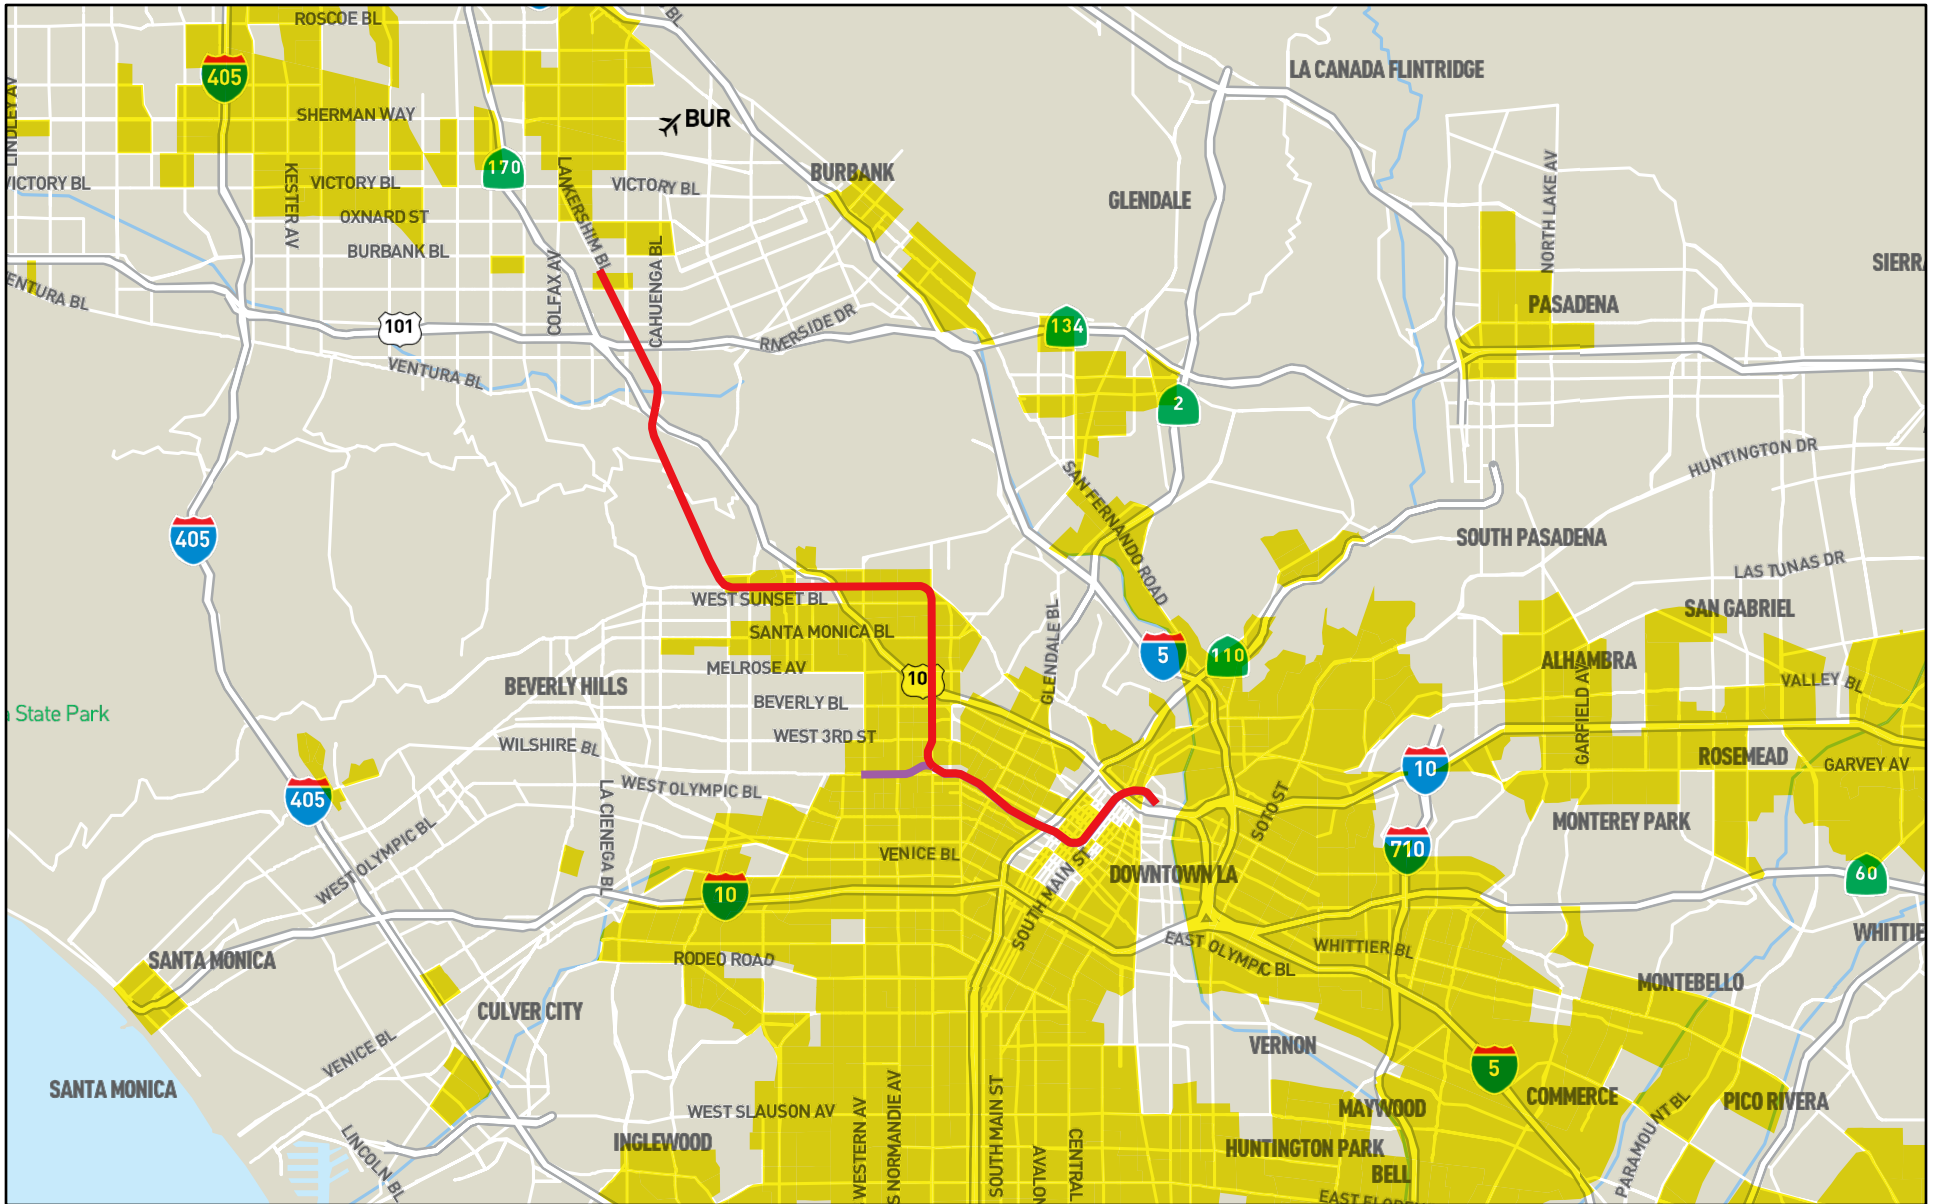 ROSCOE BL
BL
LA CANADA FLINTRIDGE
405
LINDLEY AV
SHERMAN WAY
BUR
170
BURBANK
NORTH LAKE AV
VICTORY BL
KESTER AV
VICTORY BL
LANKERSHIM BL
VICTORY BL
GLENDALE
OXNARD ST
BURBANK BL
COLFAX AV
CAHUENGA BL
SIERRA
ENTURA BL
PASADENA
101
RIVERSIDE DR
134
VENTURA BL
2
HUNTINGTON DR
SAN FERNANDO ROAD
405
SOUTH PASADENA
LAS TUNAS DR
WEST SUNSET BL
SAN GABRIEL
SANTA MONICA BL
GLENDALE BL
5
110
MELROSE AV
ALHAMBRA
BEVERLY HILLS
10
VALLEY BL
BEVERLY BL
GARFIELD AV
State Park
WEST 3RD ST
WILSHIRE BL
ROSEMEAD
10
GARVEY AV
WEST OLYMPIC BL
405
LA CIENEGA BL
SOTO ST
MONTEREY PARK
WEST OLYMPIC BL
710
VENICE BL
DOWNTOWN LA
60
10
SOUTH MAIN ST
WHITTIE
EAST OLYMPIC BL
WHITTIER BL
SANTA MONICA
RODEO ROAD
MONTEBELLO
CULVER CITY
VENICE BL
VERNON
5
SANTA MONICA
COMMERCE
PICO RIVERA
WEST SLAUSON AV
MAYWOOD
PARAMOUNT BL
INGLEWOOD
LINCOLN BL
WESTERN AV
S NORMANDIE AV
SOUTH MAIN ST
AVALON
CENTRAL
HUNTINGTON PARK
BELL